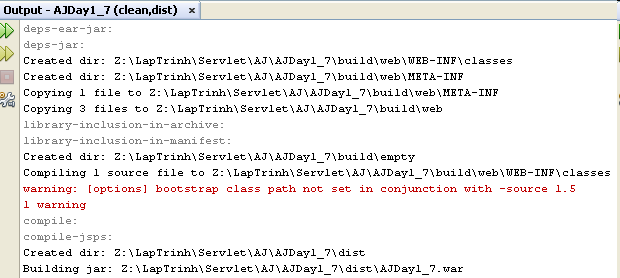 Output - AJDay1_7 (clean,dist) ×
deps-ear-jar:
deps-jar:
Created dir: Z:\LapTrinh\Servlet\AJ\AJDay1_7\build\web\WEB-INF\classes
Created dir: Z:\LapTrinh\Servlet\AJ\AJDay1_7\build\web\META-INF
Copying 1 file to Z:\LapTrinh\Servlet\AJ\AJDay1_7\build\web\META-INF
Copying 3 files to Z:\LapTrinh\Servlet\AJ\AJDay1_7\build\web
library-inclusion-in-archive:
library-inclusion-in-manifest:
Created dir: Z:\LapTrinh\Servlet\AJ\AJDay1_7\build\empty
Compiling 1 source file to Z:\LapTrinh\Servlet\AJ\AJDay1_7\build\web\WEB-INF\classes
warning: [options] bootstrap class path not set in conjunction with -source 1.5
1 warning
compile:
compile-jsps:
Created dir: Z:\LapTrinh\Servlet\AJ\AJDay1_7\dist
Building jar: Z:\LapTrinh\Servlet\AJ\AJDay1_7\dist\AJDay1_7.war